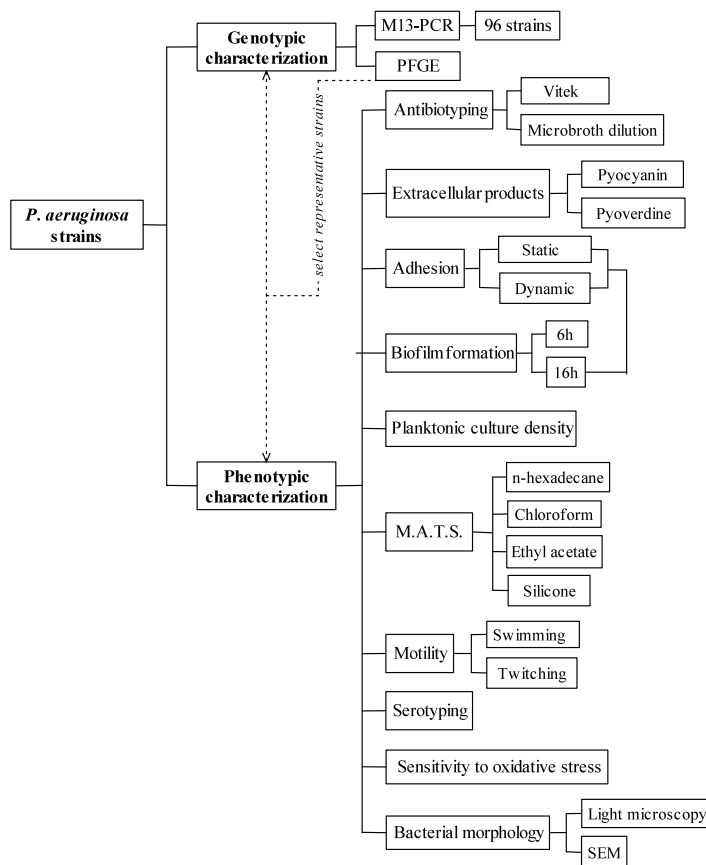 Genotypic
characterization
M13-PCR
96 strains
PFGE
select representative strains
Antibiotyping
Vitek
Microbroth dilution
Extracellular products
Pyocyanin
Pyoverdine
P. aeruginosa
strains
Adhesion
Static
Dynamic
Biofilm formation
6h
16h
Planktonic culture density
Phenotypic
characterization
M.A.T.S.
n-hexadecane
Chloroform
Ethyl acetate
Silicone
Motility
Swimming
Twitching
Serotyping
Sensitivity to oxidative stress
Bacterial morphology
Light microscopy
SEM